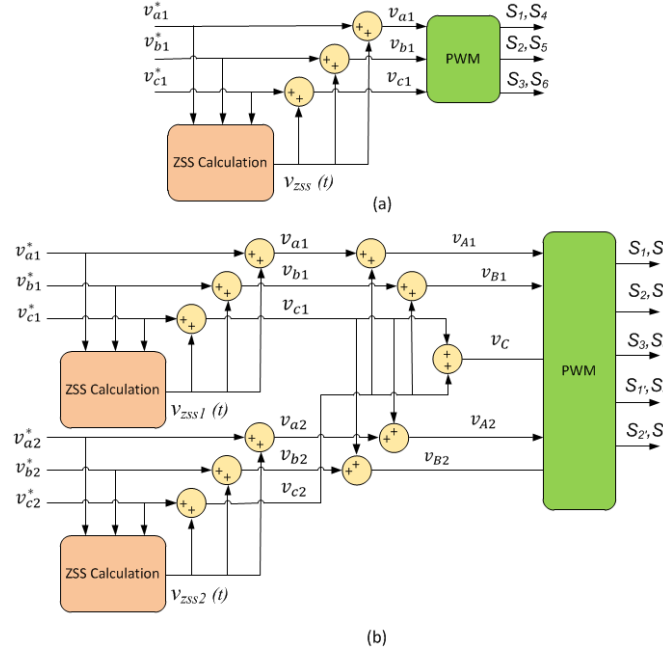 v*a1 va1 S1,S4
v*b1 vb1 PWM S2,S5
v*c1 vc1 S3,S6
ZSS Calculation
vzss (t)
(a)
v*a1 va1 vA1
v*b1 vb1 vB1
v*c1 vc1
vC
ZSS Calculation
vzss1 (t)
PWM
S1,S
S2,S
S3,S
S1',S
S2',S
v*a2 va2 vA2
v*b2 vb2 vB2
v*c2 vc2
ZSS Calculation
vzss2 (t)
(b)